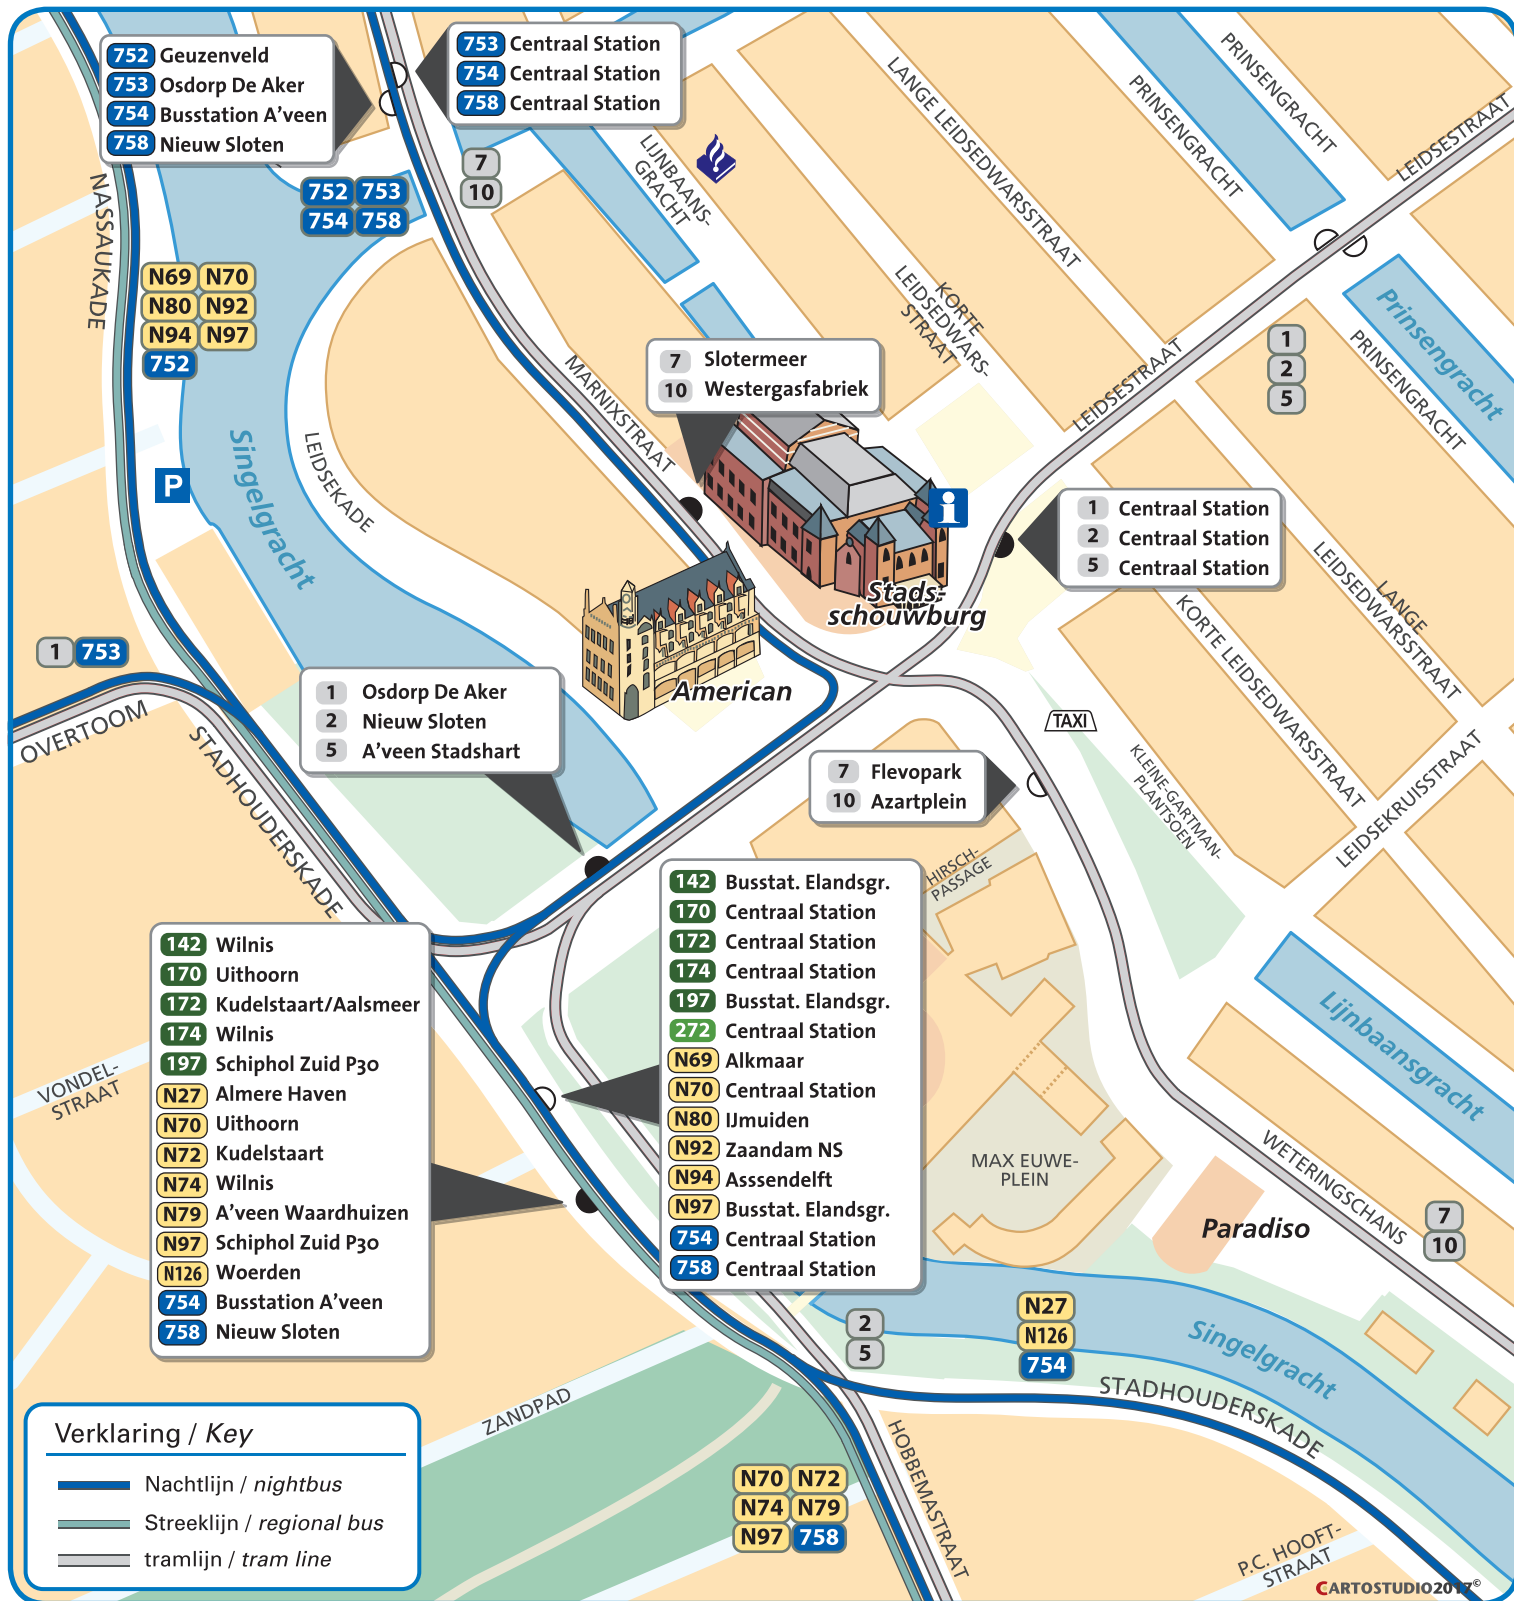 752 Geuzenveld
753 Osdorp De Aker
754 Busstation A'veen
758 Nieuw Sloten
753 Centraal Station
754 Centraal Station
758 Centraal Station
7
10
752 753
754 758
NASSAUKADE
N69 N70
N80 N92
N94 N97
752
P
Singelgracht
LEIDSEKADE
LIJNBAANS-
GRACHT
LANGE LEIDSEDWARSSTRAAT
PRINSENGRACHT
PRINSENGRACHT
LEIDSESTRAAT
KORTE
LEIDSEDWARS-
STRAAT
MARNIXSTRAAT
7 Slotermeer
10 Westergasfabriek
LEIDSESTRAAT
1
2
5
Prinsengracht
PRINSENGRACHT
i
1 Centraal Station
2 Centraal Station
5 Centraal Station
Stads-
schouwburg
American
KORTE LEIDSEDWARSSTRAAT
LANGE
LEIDSEDWARSSTRAAT
1 753
OVERTOOM
STADHOUDERSKADE
1 Osdorp De Aker
2 Nieuw Sloten
5 A'veen Stadshart
TAXI
7 Flevopark
10 Azartplein
KLEINE-GARTMAN-
PLANTSOEN
LEIDSEKRUISSTRAAT
HIRSCH-
PASSAGE
142 Busstat. Elandsgr.
170 Centraal Station
172 Centraal Station
174 Centraal Station
197 Busstat. Elandsgr.
272 Centraal Station
N69 Alkmaar
N70 Centraal Station
N80 IJmuiden
N92 Zaandam NS
N94 Asssendelft
N97 Busstat. Elandsgr.
754 Centraal Station
758 Centraal Station
142 Wilnis
170 Uithoorn
172 Kudelstaart/Aalsmeer
174 Wilnis
197 Schiphol Zuid P30
N27 Almere Haven
N70 Uithoorn
N72 Kudelstaart
N74 Wilnis
N79 A'veen Waardhuizen
N97 Schiphol Zuid P30
N126 Woerden
754 Busstation A'veen
758 Nieuw Sloten
VONDEL-
STRAAT
Lijnbaansgracht
MAX EUWE-
PLEIN
WETERINGSCHANS
Paradiso
7
10
2
5
N27
N126
754
Singelgracht
STADHOUDERSKADE
ZANDPAD
HOBBEMASTRAAT
N70 N72
N74 N79
N97 758
P.C. HOOFT-
STRAAT
Verklaring / Key
Nachtlijn / nightbus
Streeklijn / regional bus
tramlijn / tram line
CARTOSTUDIO2017©